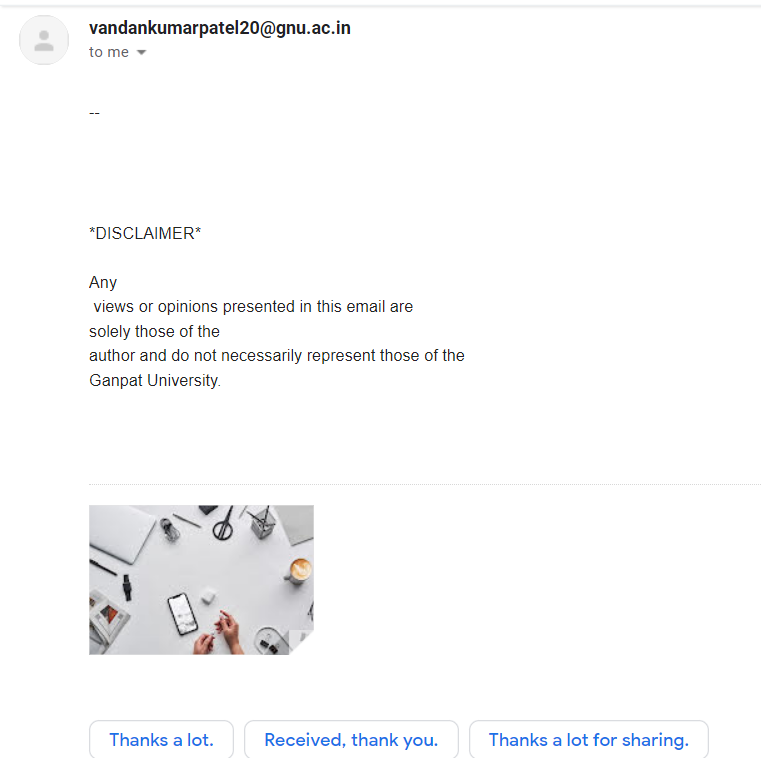 vandankumarpatel20@gnu.ac.in
to me
--
*DISCLAIMER*
Any
views or opinions presented in this email are
solely those of the
author and do not necessarily represent those of the
Ganpat University.
Thanks a lot.
Received, thank you.
Thanks a lot for sharing.